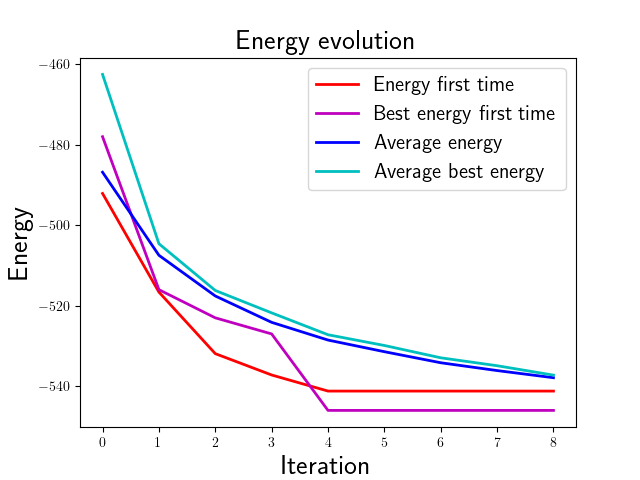 Energy evolution
Energy first time
Best energy first time
Average energy
Average best energy
Energy
−460
−480
−500
−520
−540
0 1 2 3 4 5 6 7 8
Iteration